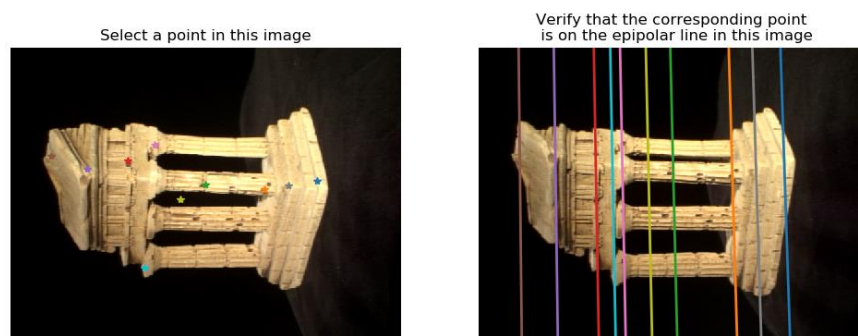 Select a point in this image
Verify that the corresponding point
is on the epipolar line in this image